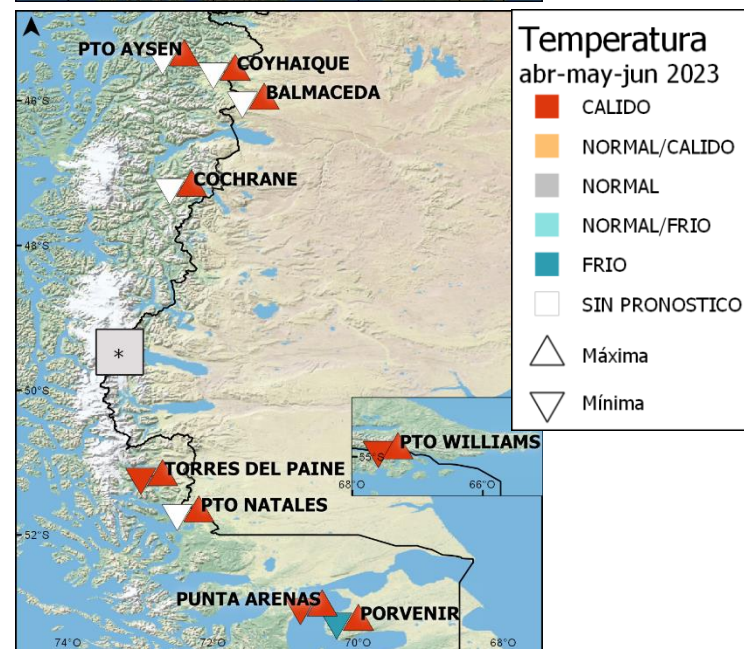 PTO AYSEN
COYHAIQUE
BALMACEDA
46°S
COCHRANE
48°S
*
50°S
PTO WILLIAMS
55°S
68°O
66°O
TORRES DEL PAINE
PTO NATALES
52°S
PUNTA ARENAS
PORVENIR
74°O
72°O
70°O
68°O
Temperatura
abr-may-jun 2023
CALIDO
NORMAL/CALIDO
NORMAL
NORMAL/FRIO
FRIO
SIN PRONOSTICO
Máxima
Mínima